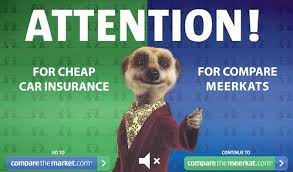 ATTENTION!
FOR CHEAP
CAR INSURANCE
FOR COMPARE
MEERKATS
GO TO
comparethemarket.com
CONTINUE TO
comparethemeerkat.com